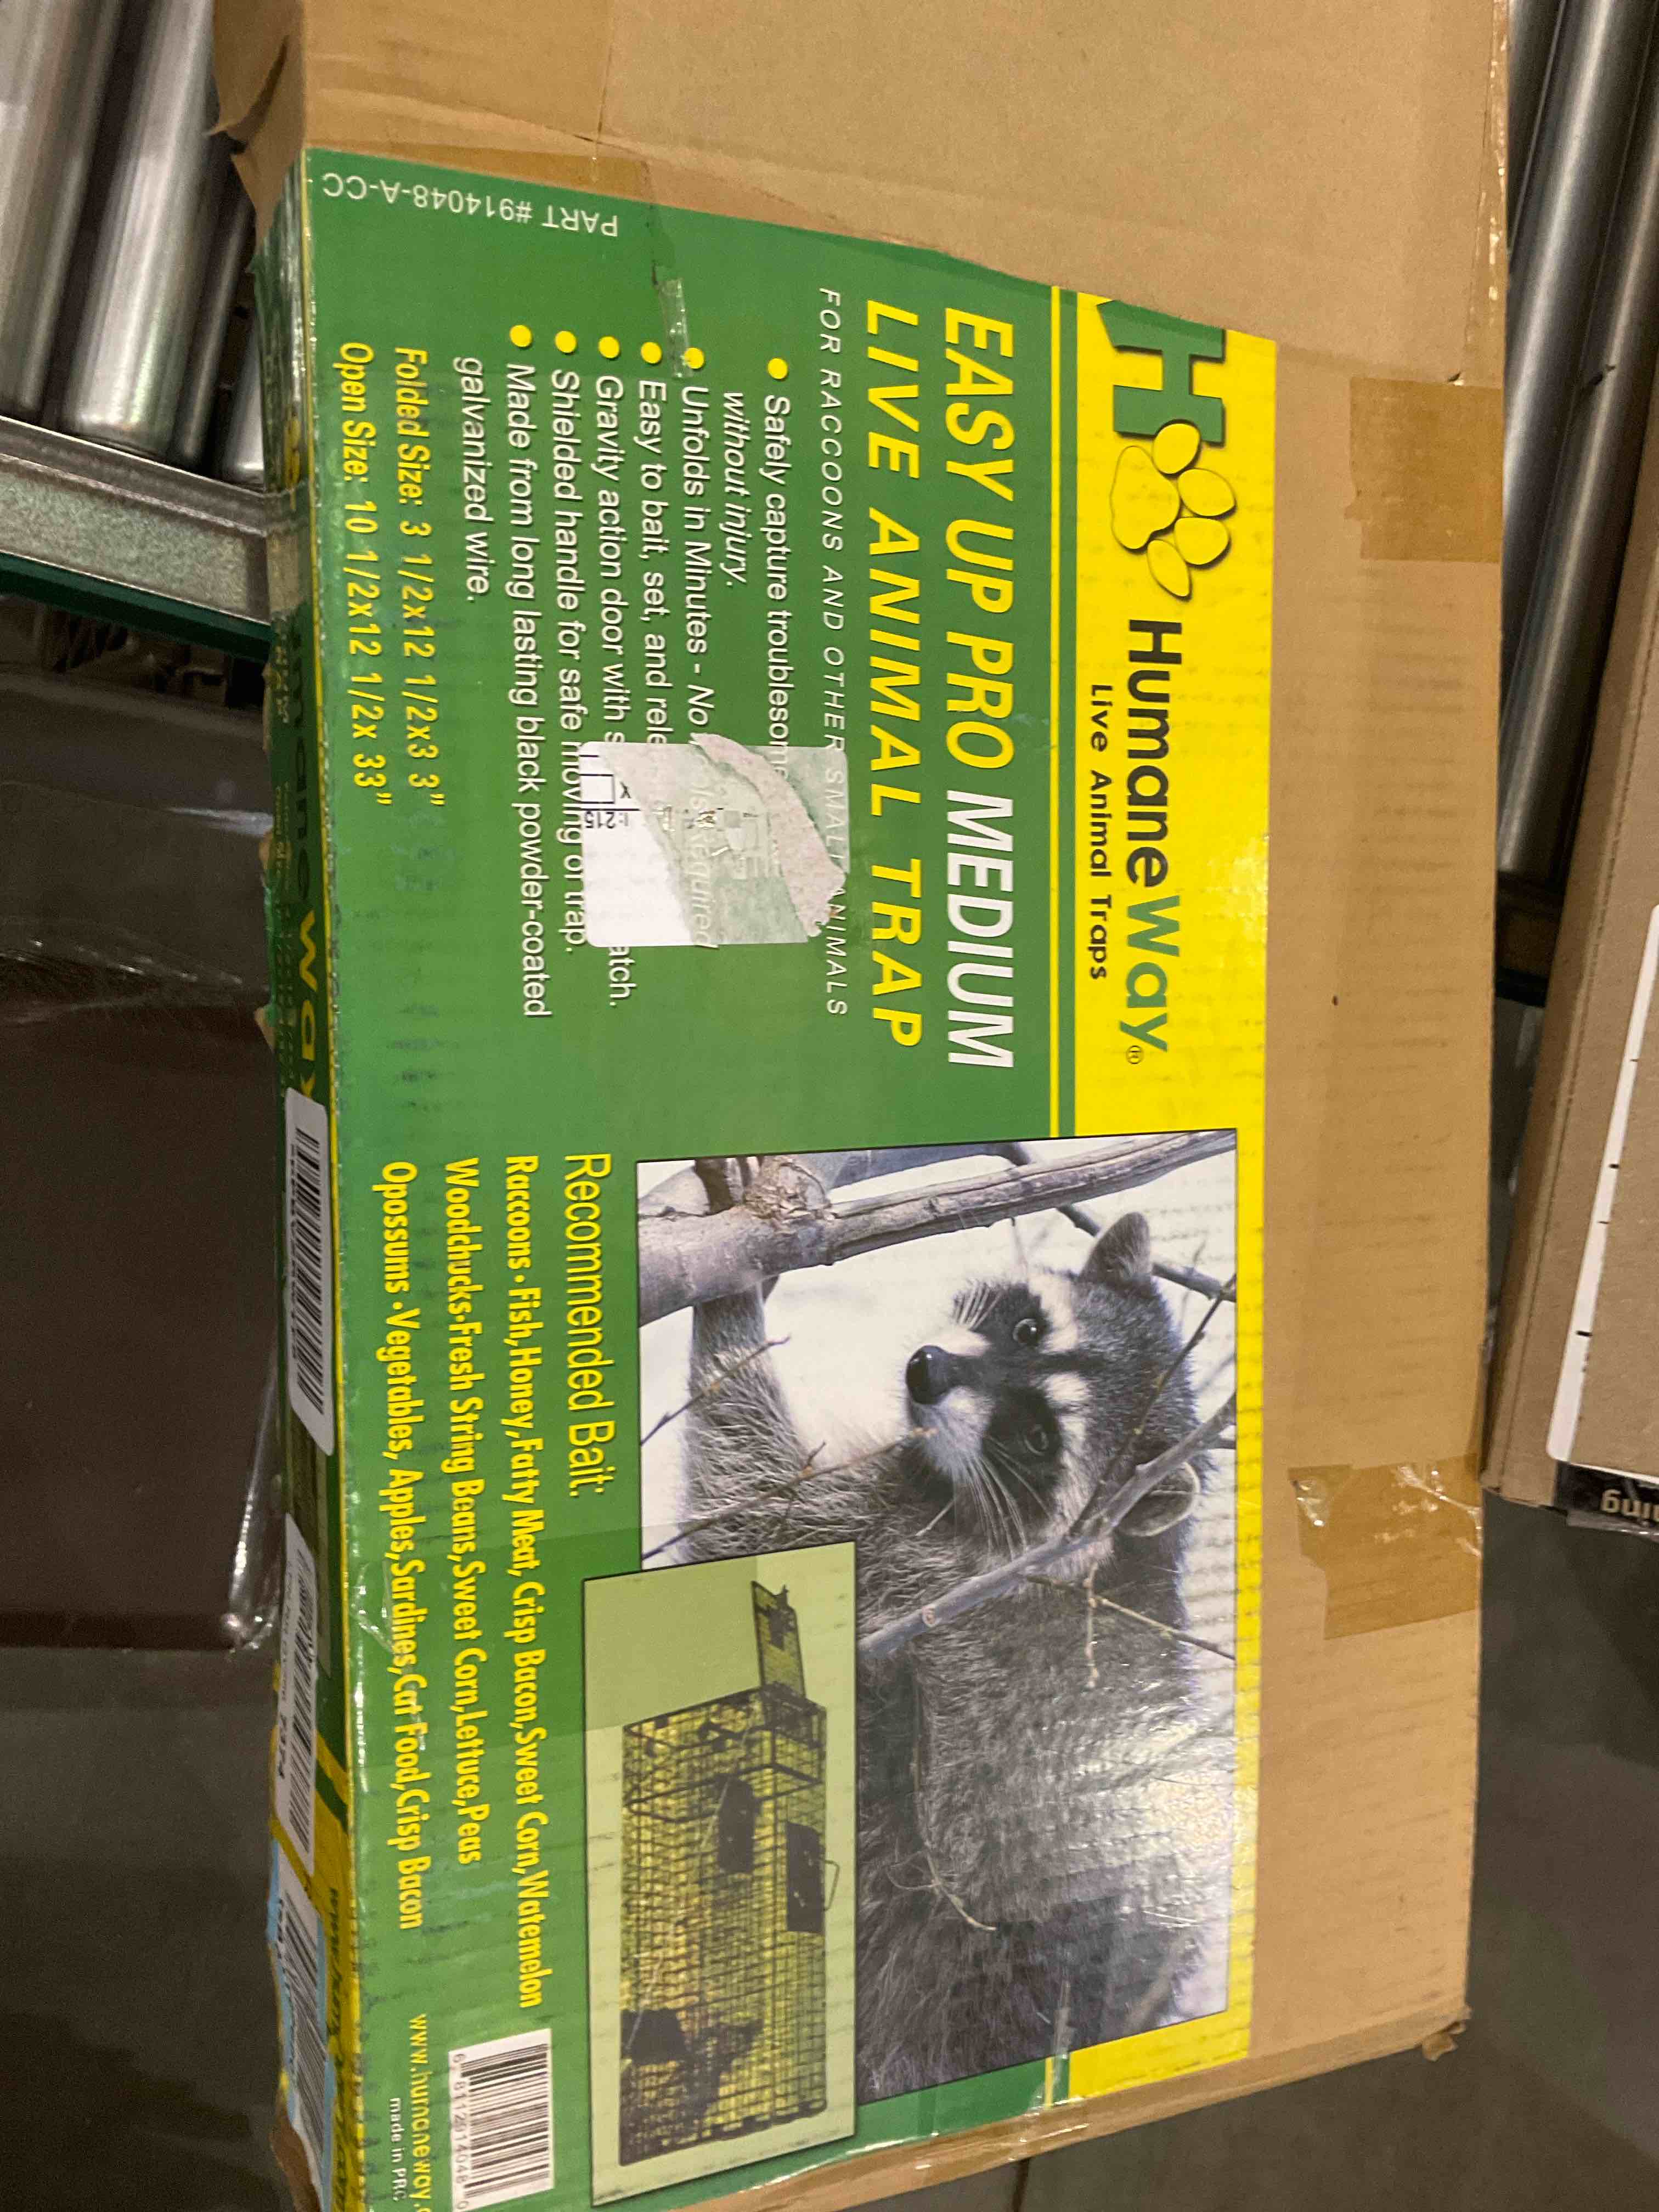 HumaneWay®
Live Animal Traps
EASY UP PRO MEDIUM
LIVE ANIMAL TRAP
FOR RACCOONS AND OTHER SMALL ANIMALS
Safely capture troublesome
without injury.
Unfolds in Minutes - No
Required
Easy to bait, set, and
Gravity action door with
Shielded handle for safe moving of trap.
Made from long lasting black powder-coated
galvanized wire.
Folded Size: 3 1/2x12 1/2x3 3"
Open Size: 10 1/2x12 1/2x 33"
PART #914048-A-CC
Recommended Bait:
Raccoons • Fish,Honey,Fatty Meat, Crisp Bacon,Sweet Corn,Watemelon
Woodchucks•Fresh String Beans,Sweet Corn,Lettuce,Peas
Opossums •Vegetables, Apples,Sardines,Cat Food,Crisp Bacon
made in PRC